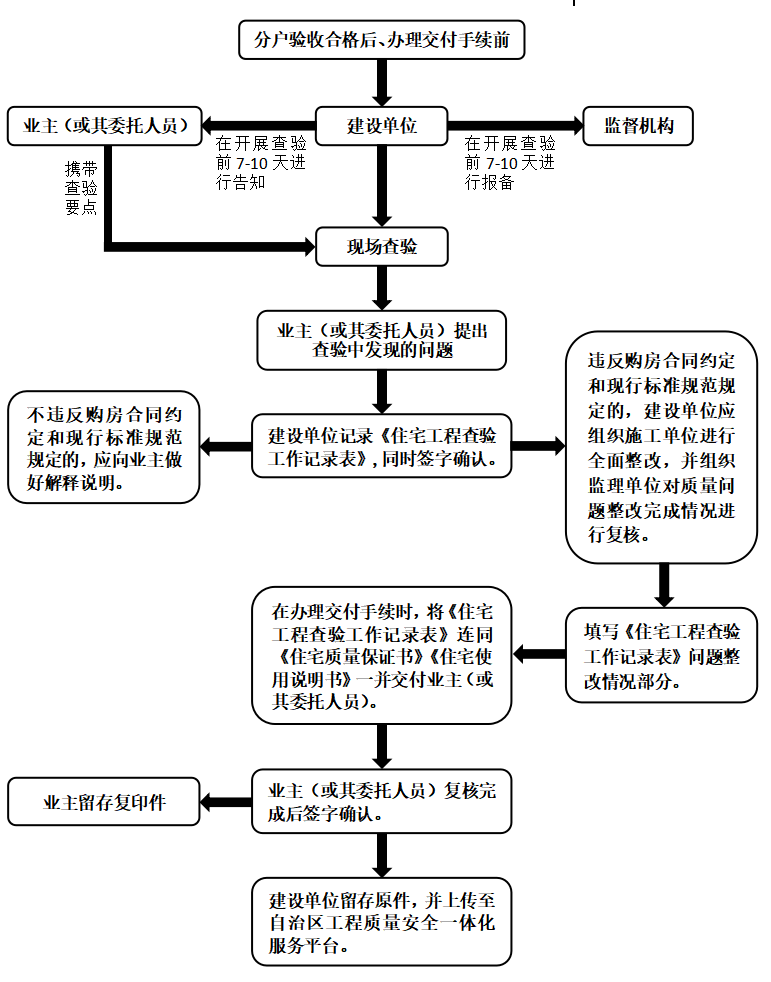 分户验收合格后、办理交付手续前
业主（或其委托人员）
建设单位
监督机构
在开展查验
前 7-10 天进
行告知
在开展查验
前 7-10 天进
行报备
携带
查验
要点
现场查验
业主（或其委托人员）提出
查验中发现的问题
不违反购房合同约
定和现行标准规范
规定的，应向业主做
好解释说明。
建设单位记录《住宅工程查验
工作记录表》，同时签字确认。
违反购房合同约定
和现行标准规范规
定的，建设单位应
组织施工单位进行
全面整改，并组织
监理单位对质量问
题整改完成情况进
行复核。
填写《住宅工程查验
工作记录表》问题整
改情况部分。
在办理交付手续时，将《住宅
工程查验工作记录表》连同
《住宅质量保证书》《住宅使
用说明书》一并交付业主（或
其委托人员）。
业主留存复印件
业主（或其委托人员）复核完
成后签字确认。
建设单位留存原件，并上传至
自治区工程质量安全一体化
服务平台。